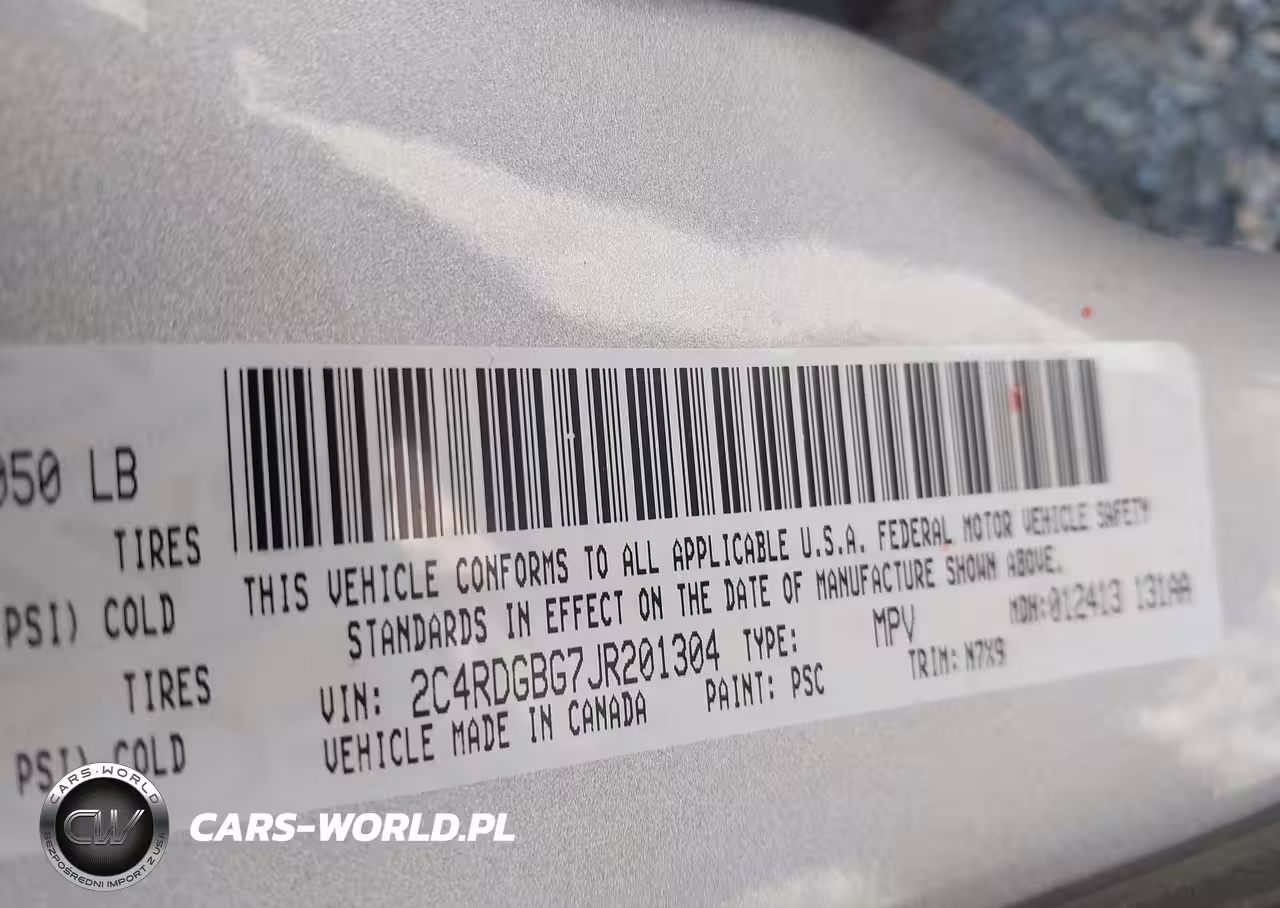 050 LB
TIRES
PSI) COLD
TIRES
PSI) COLD
THIS VEHICLE CONFORMS TO ALL APPLICABLE U.S.A. FEDERAL MOTOR VEHICLE SAFETY
STANDARDS IN EFFECT ON THE DATE OF MANUFACTURE SHOWN ABOVE.
VIN: 2C4RDGBG7JR201304 TYPE: MPV MDH:012413 131AA
VEHICLE MADE IN CANADA PAINT: PSC TRIM: N7X9
CARS-WORLD
CW
BEZPOŚREDNI IMPORT Z USA
CARS-WORLD.PL